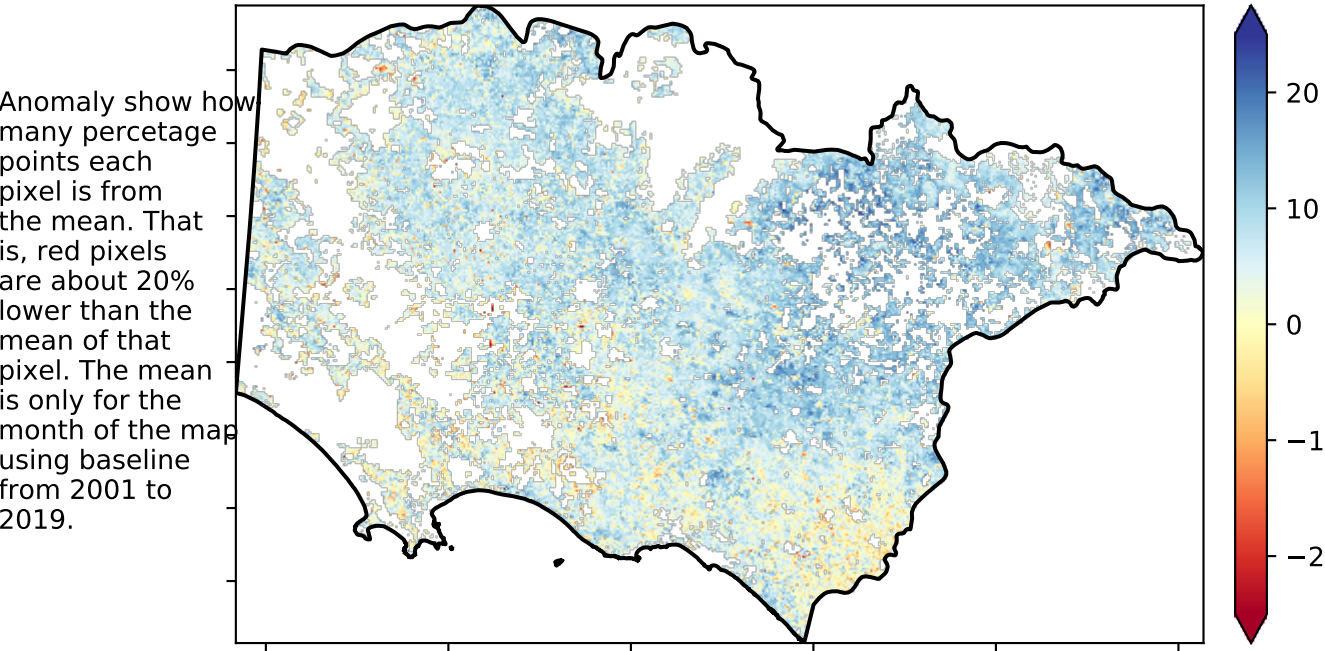 Anomaly show how
many percetage
points each
pixel is from
the mean. That
is, red pixels
are about 20%
lower than the
mean of that
pixel. The mean
is only for the
month of the map
using baseline
from 2001 to
2019.
20
10
0
−1
−2